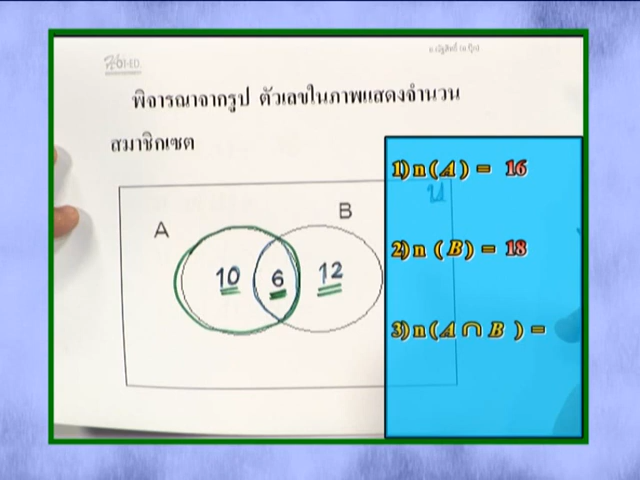 พิจารณาจากรูป ตัวเลขในภาพแสดงจำนวน
สมาชิกเซต
1) n ( A ) = 16
U
A
B
10 6 12
2) n ( B ) = 18
3) n ( A ∩ B ) =